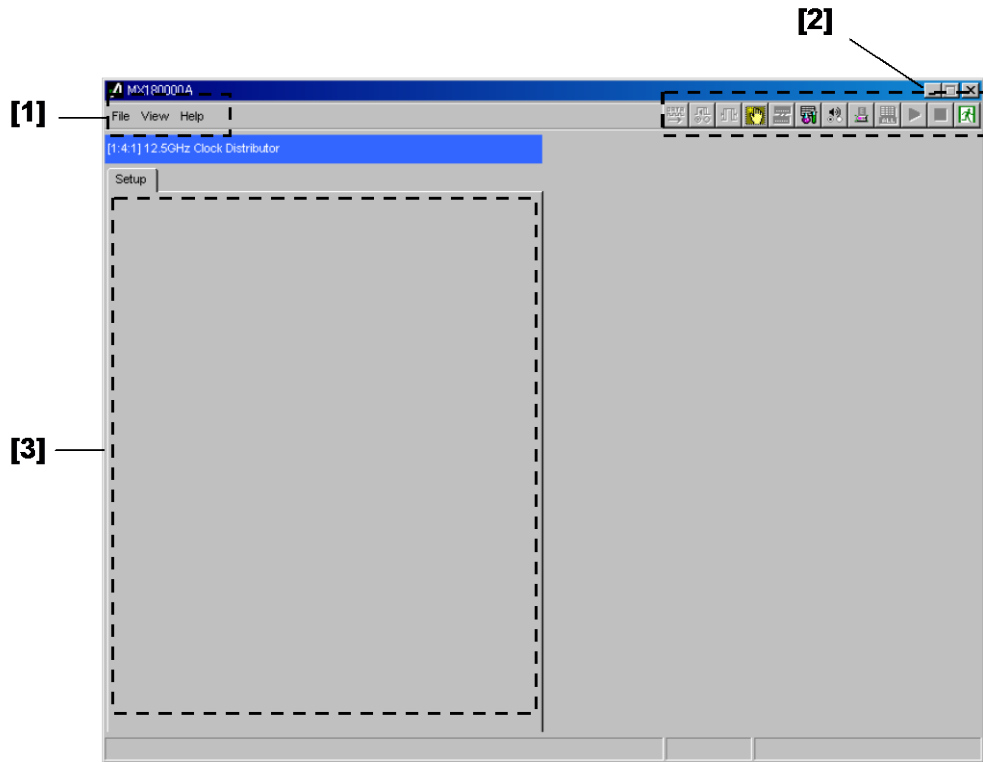 [2]
MX180000A
[1]
File View Help
[1:4:1] 12.5GHz Clock Distributor
Setup
[3]